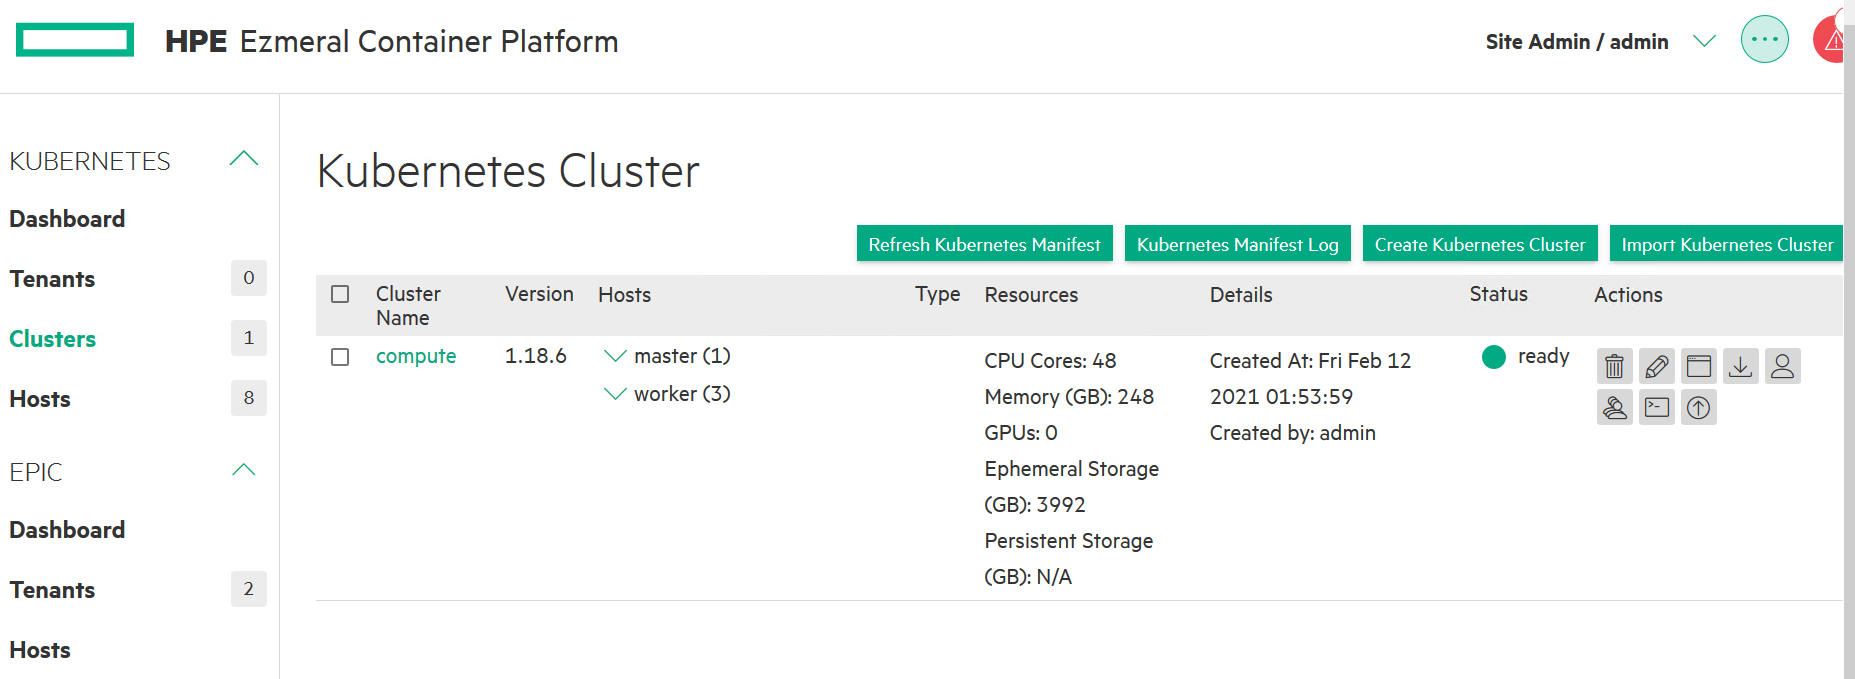 HPE Ezmeral Container Platform
Site Admin / admin
KUBERNETES
Dashboard
Tenants 0
Clusters 1
Hosts 8
EPIC
Dashboard
Tenants 2
Hosts
Kubernetes Cluster
Refresh Kubernetes Manifest Kubernetes Manifest Log Create Kubernetes Cluster Import Kubernetes Cluster
Cluster Name Version Hosts Type Resources Details Status Actions
compute 1.18.6
master (1)
worker (3)
CPU Cores: 48
Memory (GB): 248
GPUs: 0
Ephemeral Storage
(GB): 3992
Persistent Storage
(GB): N/A
Created At: Fri Feb 12
2021 01:53:59
Created by: admin
ready